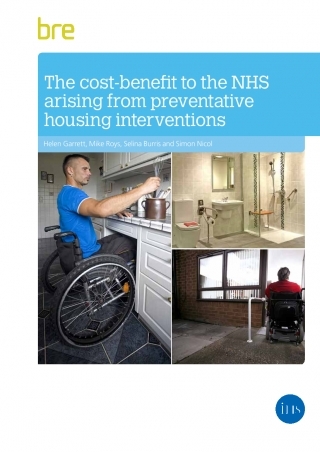 bre
The cost-benefit to the NHS
arising from preventative
housing interventions
Helen Garrett, Mike Roys, Selina Burris and Simon Nicol
ihs